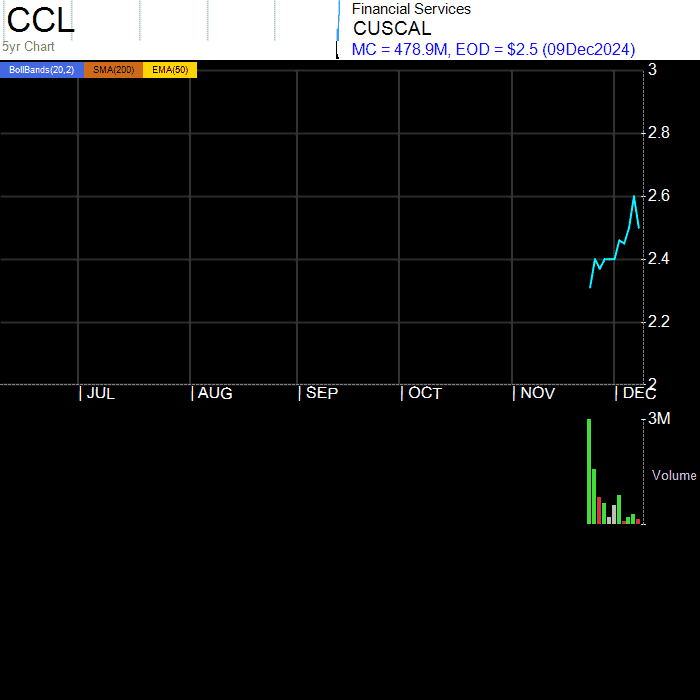 CCL
5yr Chart
Financial Services
CUSCAL
MC = 478.9M, EOD = $2.5 (09Dec2024)
BollBands(20,2) SMA(200) EMA(50)
3
2.8
2.6
2.4
2.2
2
| JUL | AUG | SEP | OCT | NOV | DEC
3M
Volume